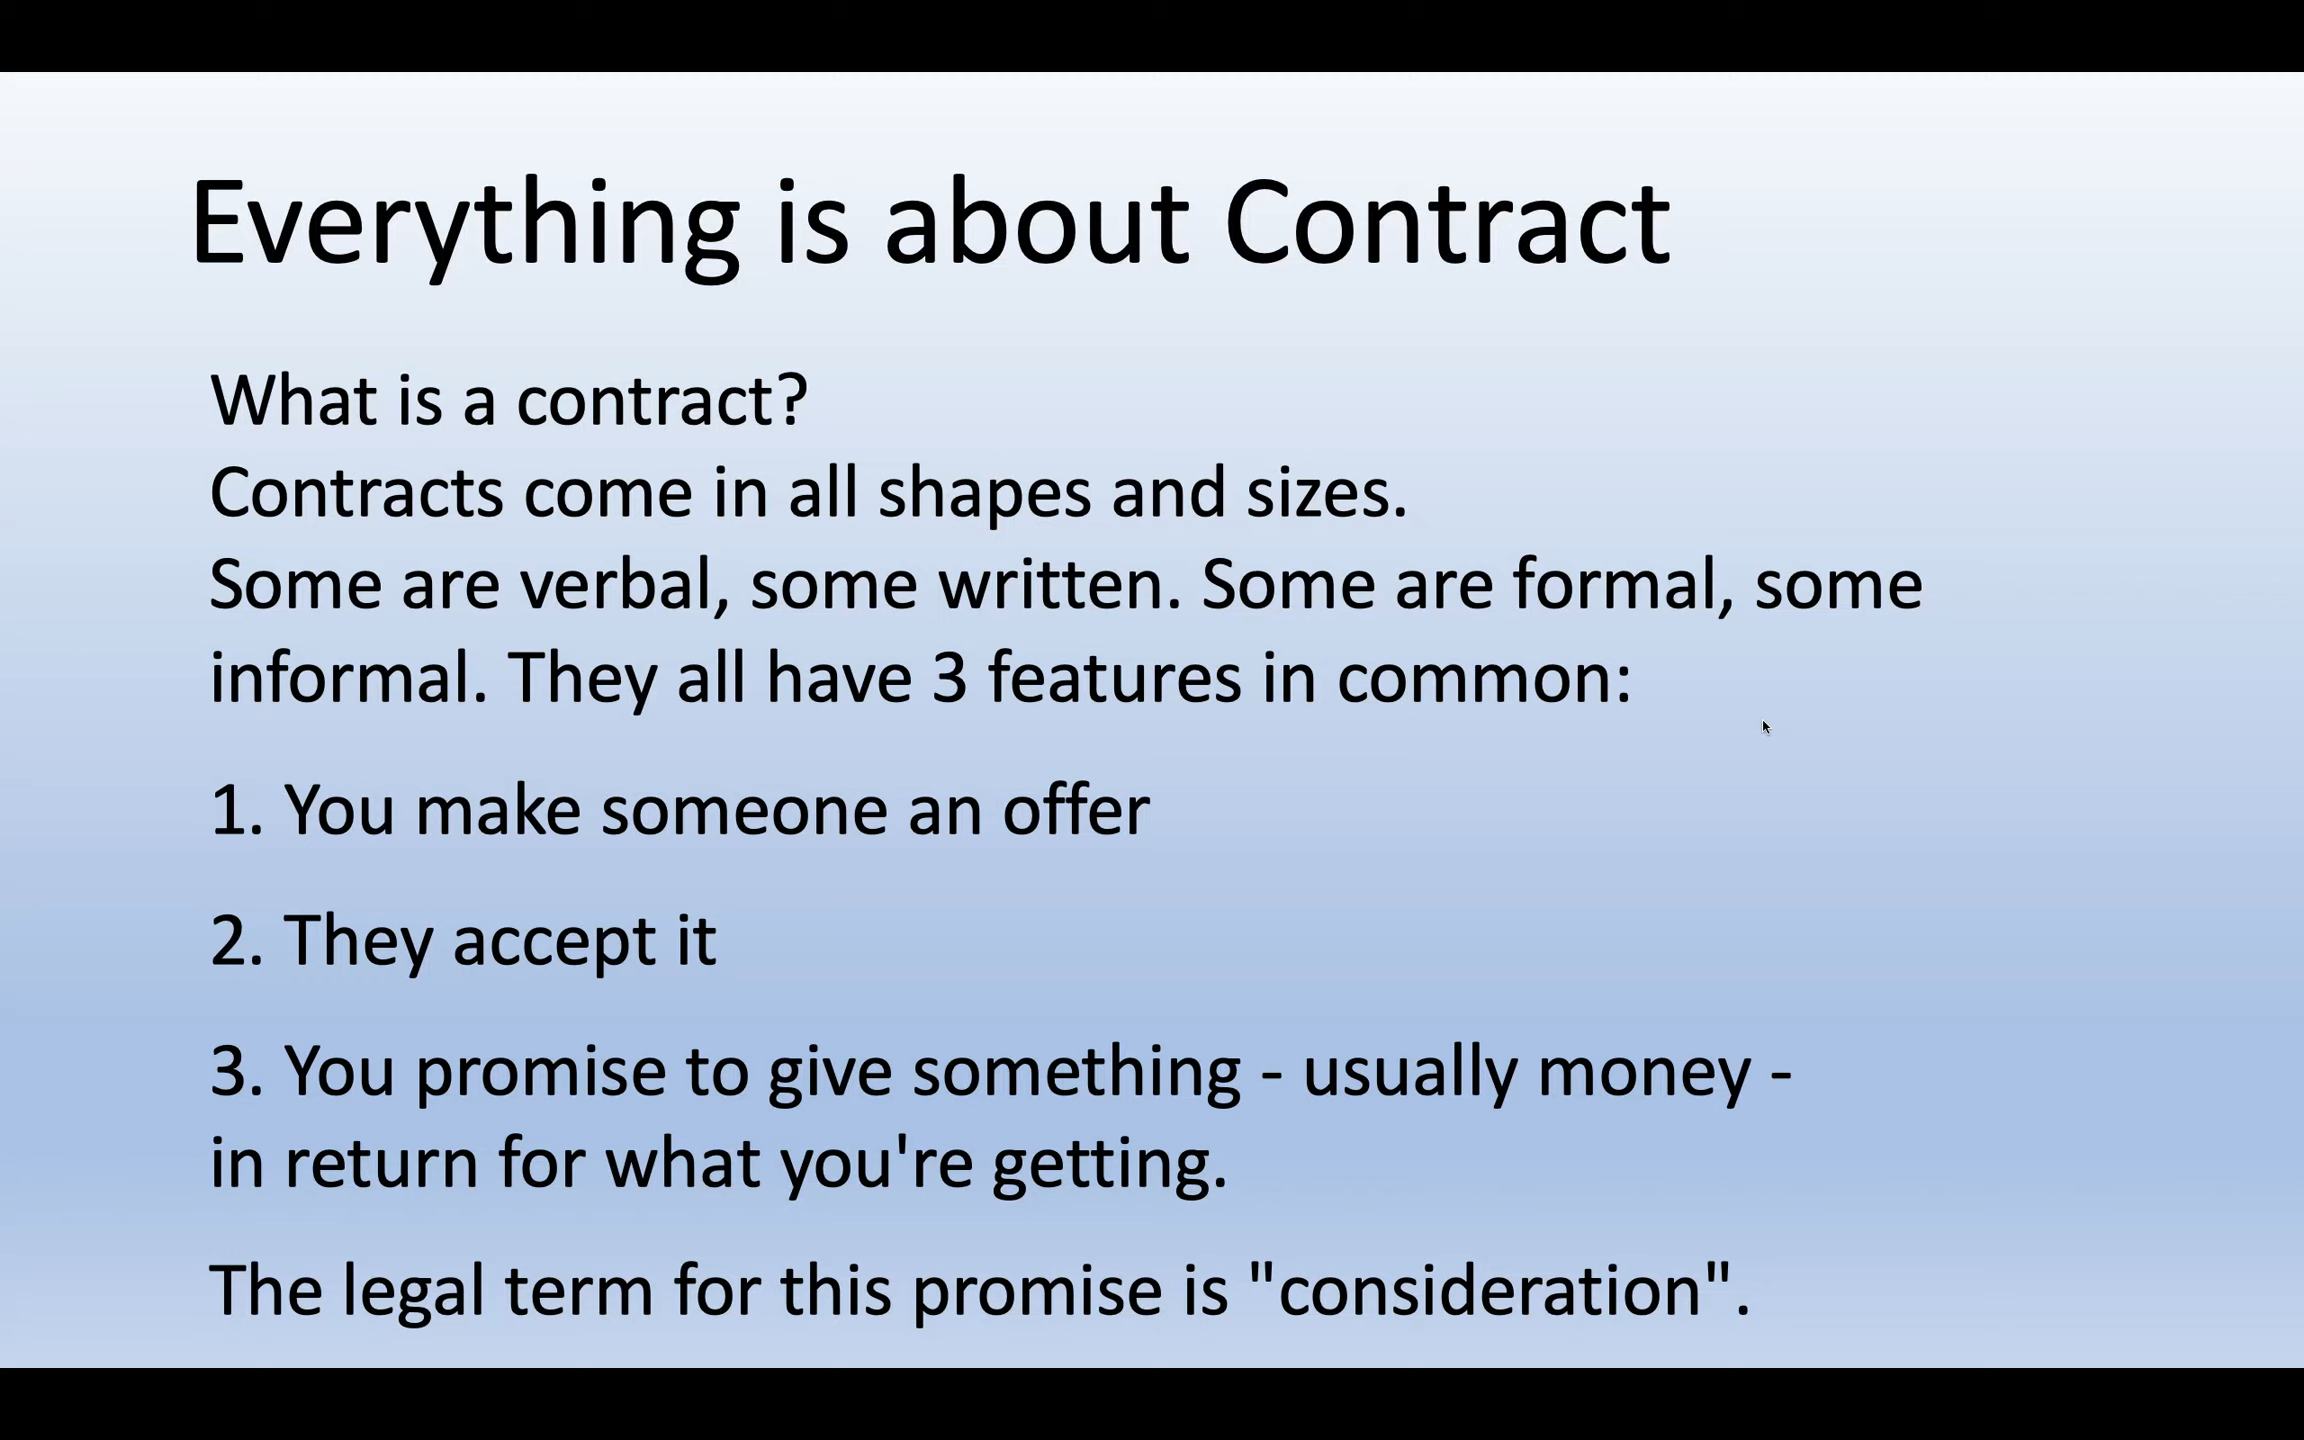 Everything is about Contract
What is a contract?
Contracts come in all shapes and sizes.
Some are verbal, some written. Some are formal, some
informal. They all have 3 features in common:
1. You make someone an offer
2. They accept it
3. You promise to give something - usually money -
in return for what you're getting.
The legal term for this promise is "consideration".